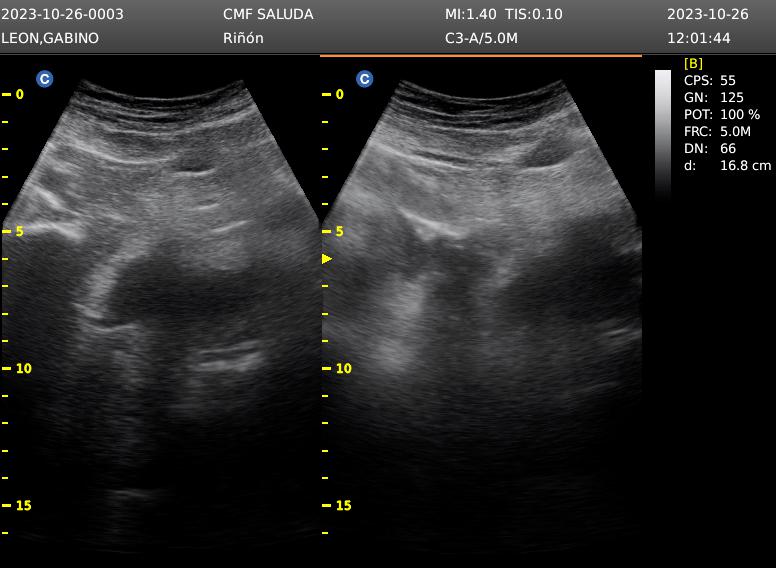 2023-10-26-0003 CMF SALUDA MI:1.40 TIS:0.10 2023-10-26
LEON,GABINO Riñón C3-A/5.0M 12:01:44
C C
[B]
CPS: 55
GN: 125
POT: 100 %
FRC: 5.0M
DN: 66
d: 16.8 cm
0 0
5 5
10 10
15 15